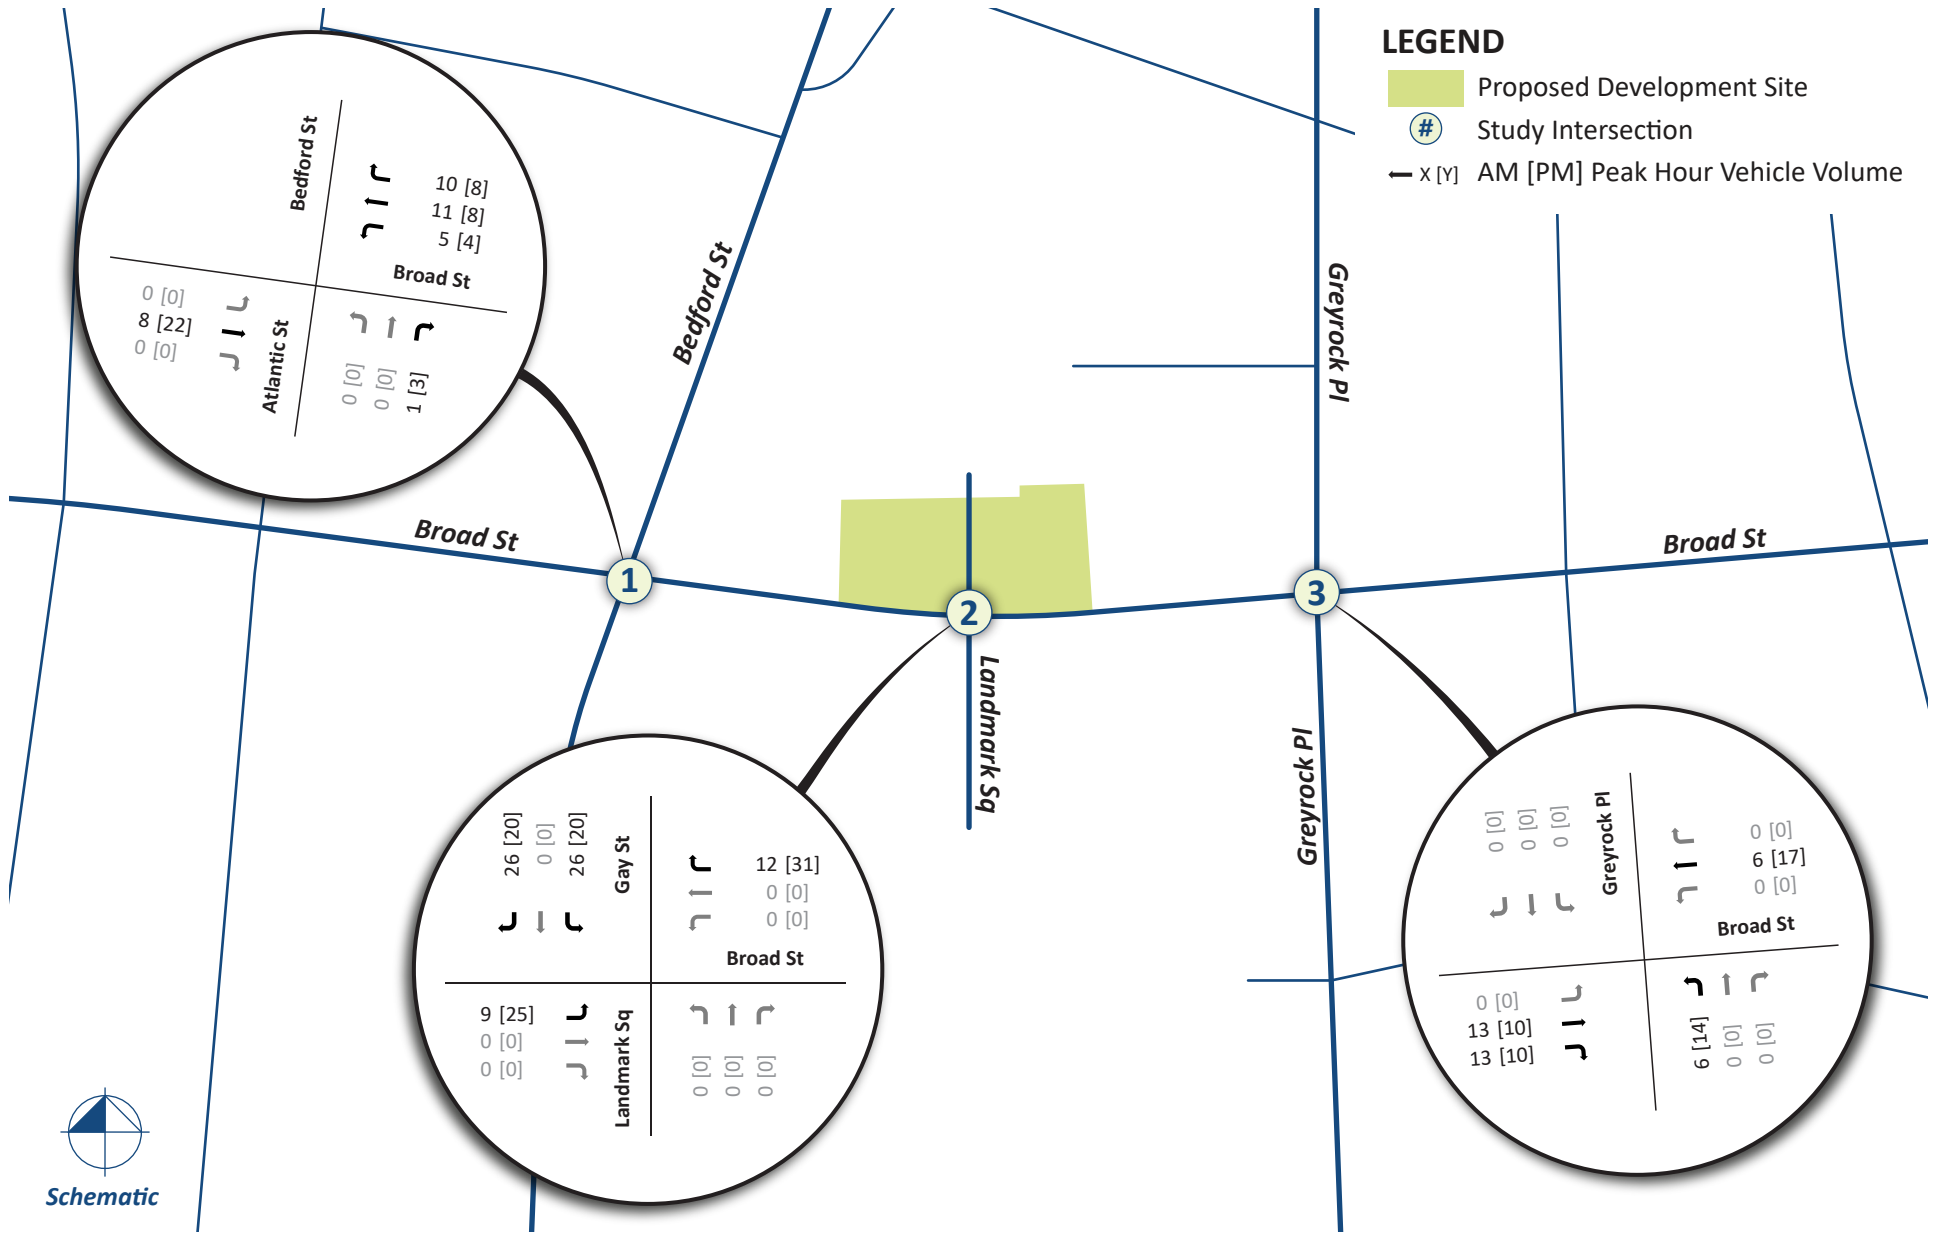 LEGEND
Proposed Development Site
# Study Intersection
X [Y] AM [PM] Peak Hour Vehicle Volume
Bedford St
10 [8]
11 [8]
5 [4]
Broad St
0 [0]
8 [22]
0 [0]
Atlantic St
0 [0]
0 [0]
1 [3]
Bedford St
Greyrock Pl
Broad St
Broad St
1
2
3
Landmark Sq
Greyrock Pl
26 [20]
0 [0]
26 [20]
Gay St
12 [31]
0 [0]
0 [0]
Broad St
9 [25]
0 [0]
0 [0]
Landmark Sq
0 [0]
0 [0]
0 [0]
0 [0]
0 [0]
0 [0]
Greyrock Pl
0 [0]
6 [17]
0 [0]
Broad St
0 [0]
13 [10]
13 [10]
6 [14]
0 [0]
0 [0]
Schematic